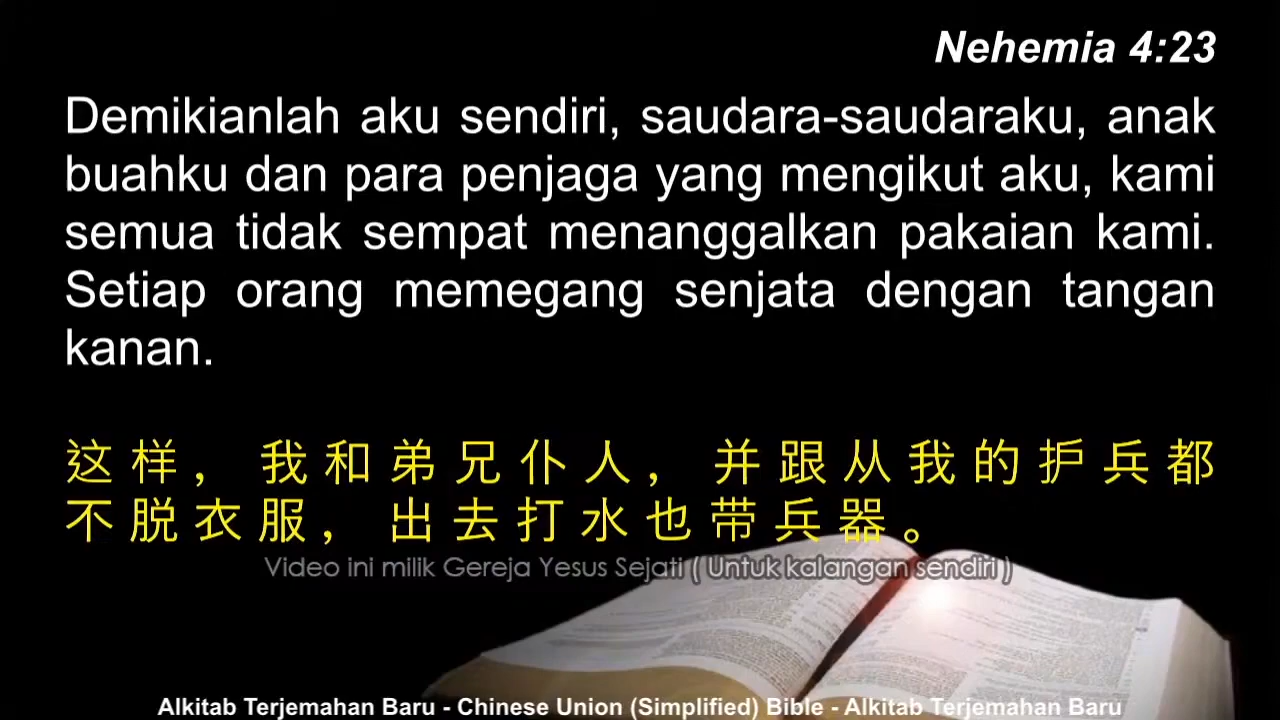 Nehemia 4:23
Demikianlah aku sendiri, saudara-saudaraku, anak
buahku dan para penjaga yang mengikut aku, kami
semua tidak sempat menanggalkan pakaian kami.
Setiap orang memegang senjata dengan tangan
kanan.
这样，我和弟兄仆人，并跟从我的护兵都
不脱衣服，出去打水也带兵器。
Video ini milik Gereja Yesus Sejati ( Untuk kalangan sendiri )
Alkitab Terjemahan Baru - Chinese Union (Simplified) Bible - Alkitab Terjemahan Baru